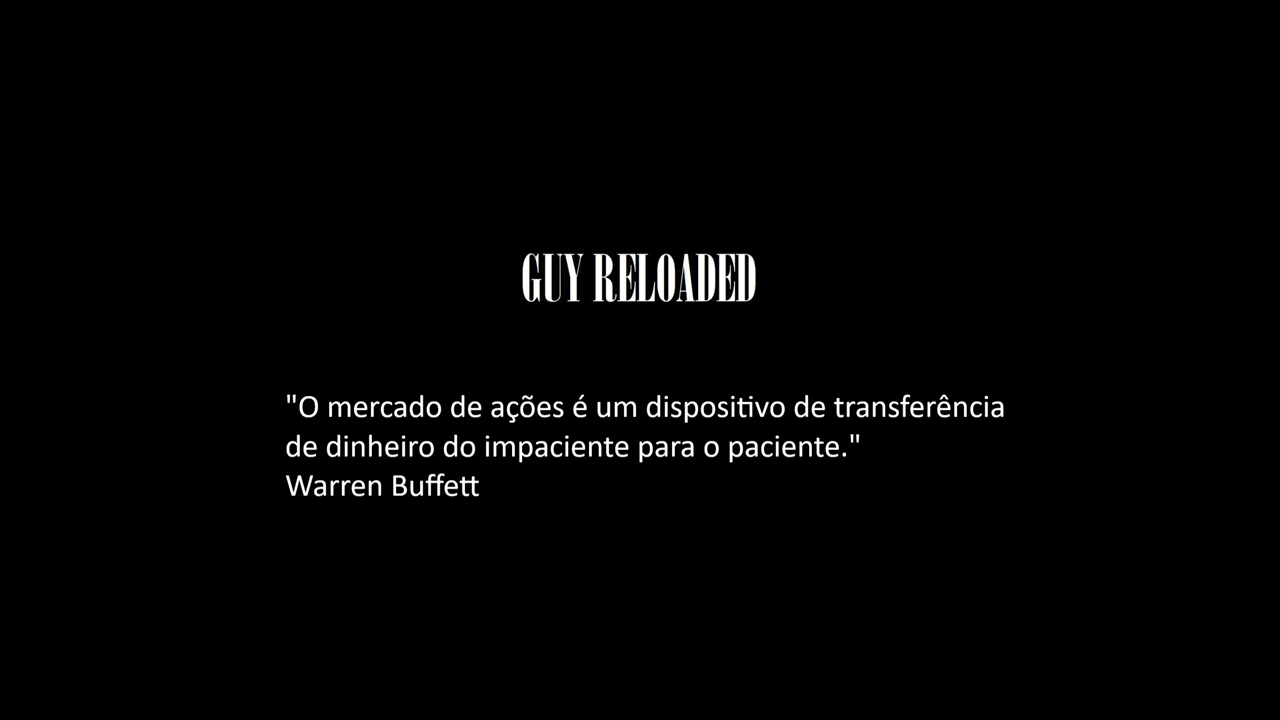 GUY RELOADED
"O mercado de ações é um dispositivo de transferência
de dinheiro do impaciente para o paciente."
Warren Buffett